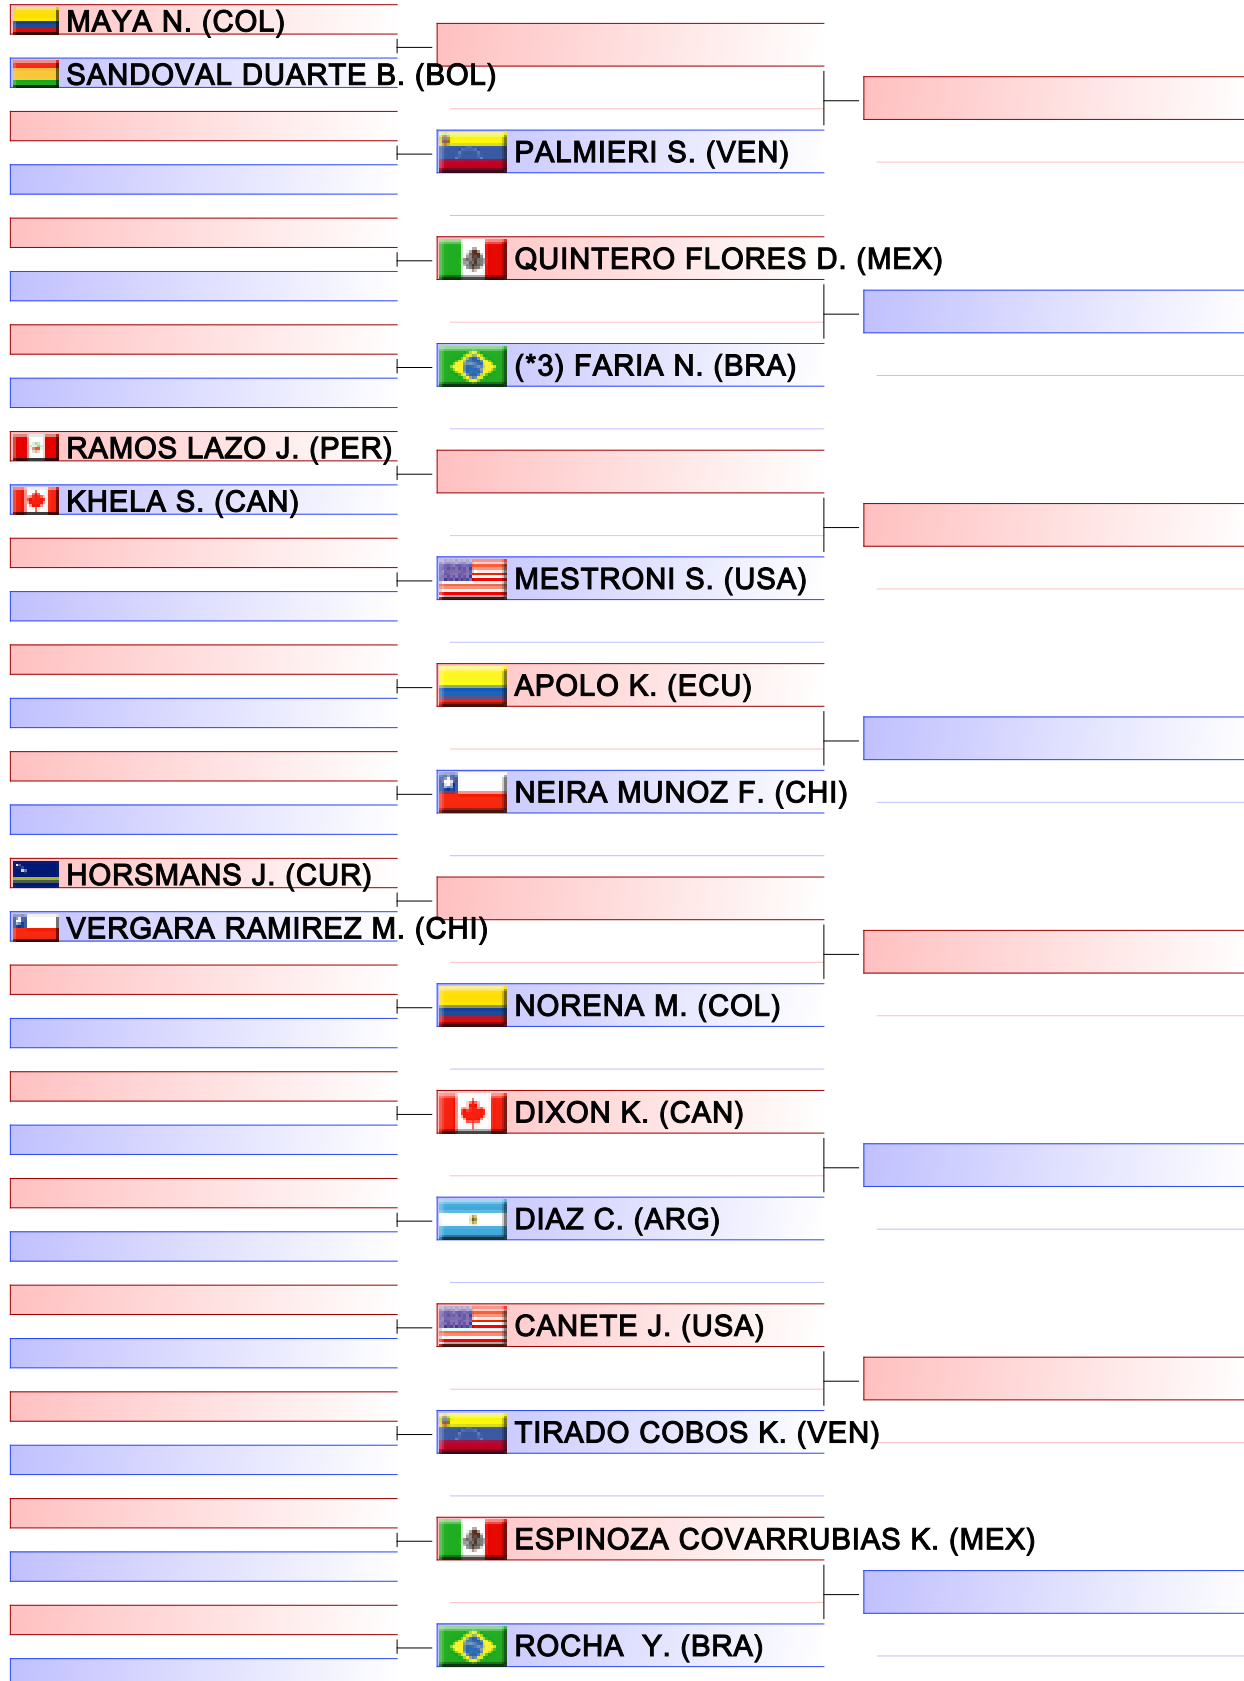 MAYA N. (COL)
SANDOVAL DUARTE B. (BOL)
PALMIERI S. (VEN)
QUINTERO FLORES D. (MEX)
(*3) FARIA N. (BRA)
RAMOS LAZO J. (PER)
KHELA S. (CAN)
MESTRONI S. (USA)
APOLO K. (ECU)
NEIRA MUNOZ F. (CHI)
HORSMANS J. (CUR)
VERGARA RAMIREZ M. (CHI)
NORENA M. (COL)
DIXON K. (CAN)
DIAZ C. (ARG)
CANETE J. (USA)
TIRADO COBOS K. (VEN)
ESPINOZA COVARRUBIAS K. (MEX)
ROCHA  Y. (BRA)